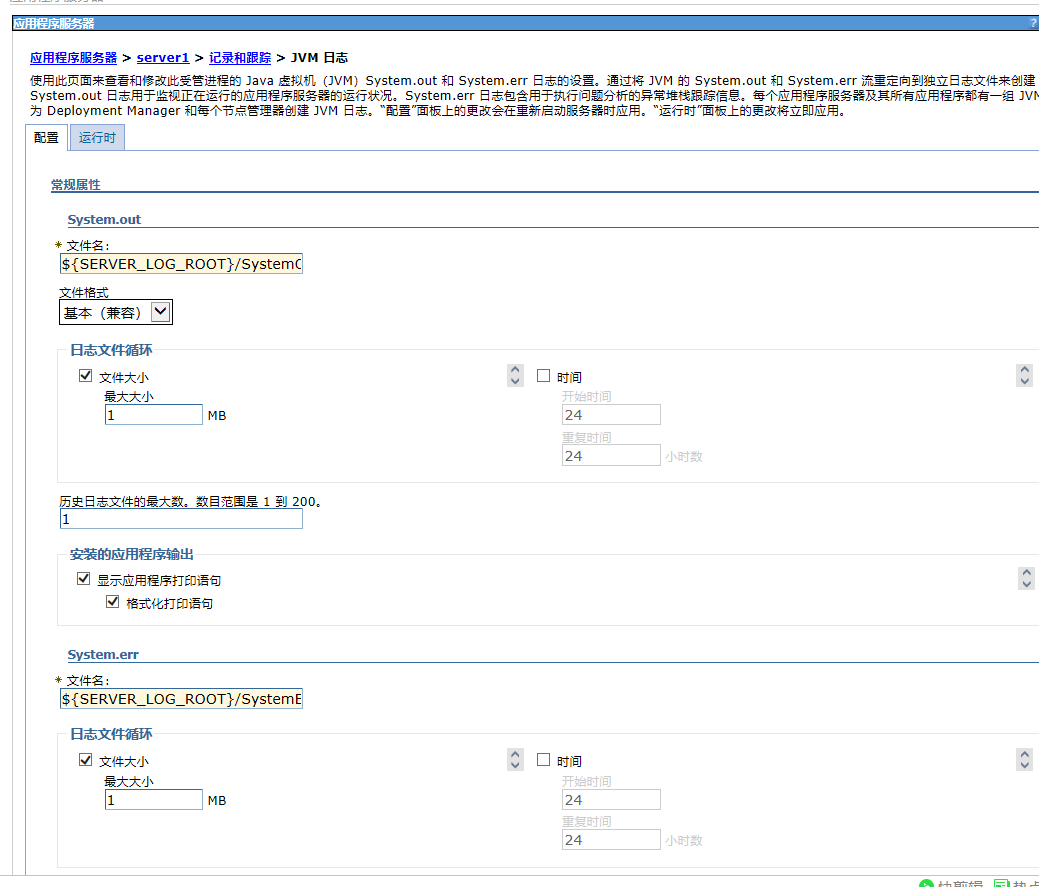 应用程序服务器
应用程序服务器 ?
应用程序服务器 > server1 > 记录和跟踪 > JVM 日志
使用此页面来查看和修改此受管进程的 Java 虚拟机（JVM）System.out 和 System.err 日志的设置。通过将 JVM 的 System.out 和 System.err 流重定向到独立日志文件来创建
System.out 日志用于监视正在运行的应用程序服务器的运行状况。System.err 日志包含用于执行问题分析的异常堆栈跟踪信息。每个应用程序服务器及其所有应用程序都有一组 JVM
为 Deployment Manager 和每个节点管理器创建 JVM 日志。“配置”面板上的更改会在重新启动服务器时应用。“运行时”面板上的更改将立即应用。
配置 运行时
常规属性
System.out
* 文件名：
${SERVER_LOG_ROOT}/SystemO
文件格式
基本（兼容）
日志文件循环
文件大小 时间
最大大小 开始时间
1 MB 24
重复时间
24 小时数
历史日志文件的最大数。数目范围是 1 到 200。
1
安装的应用程序输出
显示应用程序打印语句
格式化打印语句
System.err
* 文件名：
${SERVER_LOG_ROOT}/SystemE
日志文件循环
文件大小 时间
最大大小 开始时间
1 MB 24
重复时间
24 小时数
快剪辑 热点